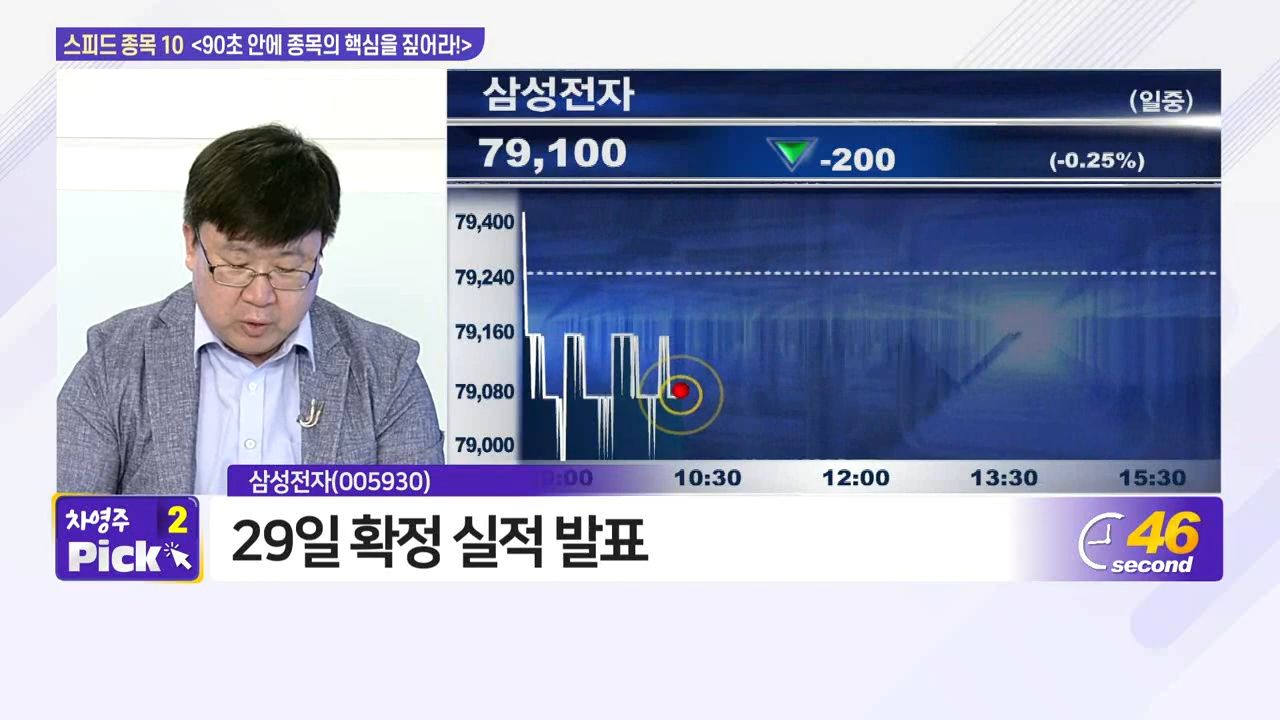 스피드 종목 10 <90초 안에 종목의 핵심을 짚어라!>
삼성전자
(일중)
79,100
-200
(-0.25%)
79,400
79,240
79,160
79,080
79,000
10:30
12:00
13:30
15:30
삼성전자(005930)
차영주 2
Pick
29일 확정 실적 발표
46
second